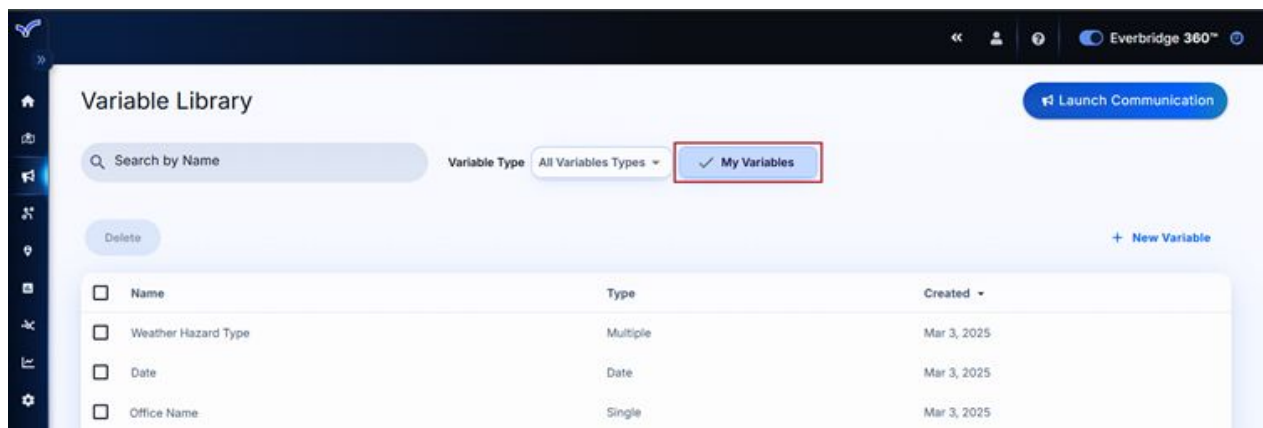 Everbridge 360™
Variable Library
Launch Communication
Search by Name
Variable Type
All Variables Types
My Variables
Delete
+ New Variable
Name Type Created
Weather Hazard Type Multiple Mar 3, 2025
Date Date Mar 3, 2025
Office Name Single Mar 3, 2025